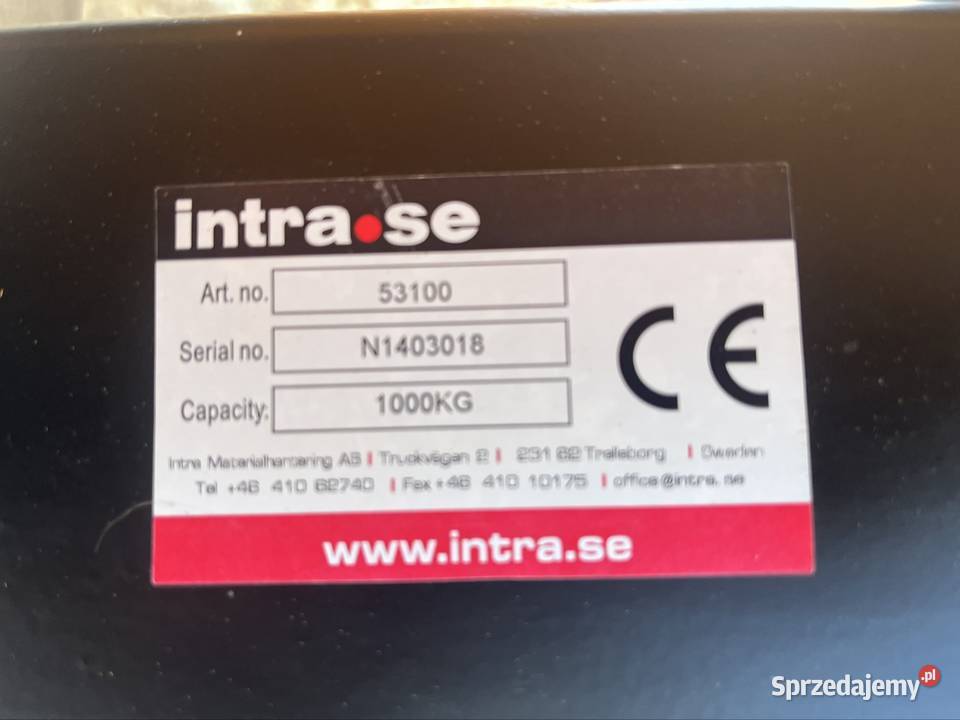 intra.se
Art. no. 53100
Serial no. N1403018
Capacity: 1000KG
Intra Materialhantering AB | Truckvägen 2 | 231 62 Trelleborg | Sweden
Tel +46 410 62740 | Fax +46 410 10175 | office@intra.se
CE
www.intra.se
Sprzedajemy.pl